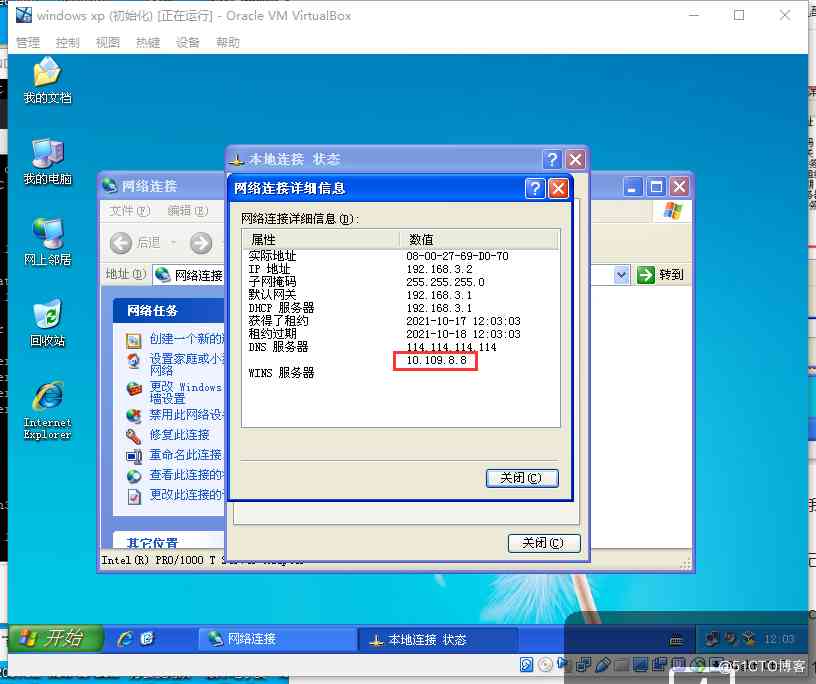 windows xp (初始化) [正在运行] - Oracle VM VirtualBox
管理 控制 视图 热键 设备 帮助
我的文档
我的电脑
网上邻居
回收站
Internet
Explorer
网络连接
文件(F) 编辑(E)
后退
地址(D) 网络连接
转到
网络任务
创建一个新的
设置家庭或小
网络
更改 Windows
墙设置
禁用此网络设
修复此连接
重命名此连接
查看此连接的
更改此连接的
其它位置
Intel(R) PRO/1000 T
本地连接 状态
网络连接详细信息
网络连接详细信息(D):
属性 数值
实际地址 08-00-27-69-D0-70
IP 地址 192.168.3.2
子网掩码 255.255.255.0
默认网关 192.168.3.1
DHCP 服务器 192.168.3.1
获得了租约 2021-10-17 12:03:03
租约过期 2021-10-18 12:03:03
DNS 服务器 114.114.114.114
10.109.8.8
WINS 服务器
关闭(C)
关闭(C)
开始
网络连接
本地连接 状态
12:03
@51CTO博客